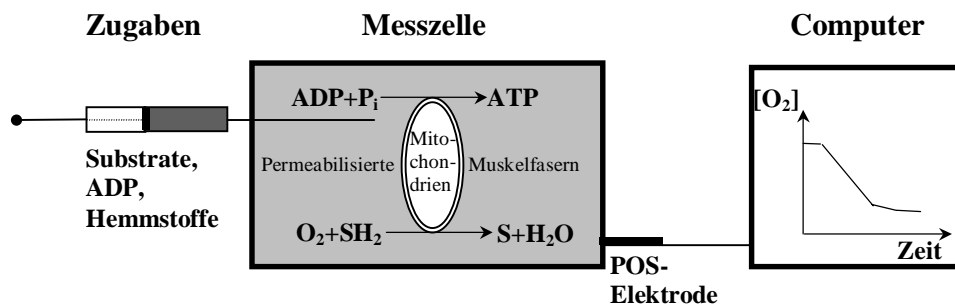 Zugaben
Messzelle
Computer
ADP+Pi
ATP
[O2]
Substrate,
ADP,
Hemmstoffe
Permeabilisierte
Mito-
chon-
drien
Muskelfasern
O2+SH2
S+H2O
POS-
Elektrode
Zeit